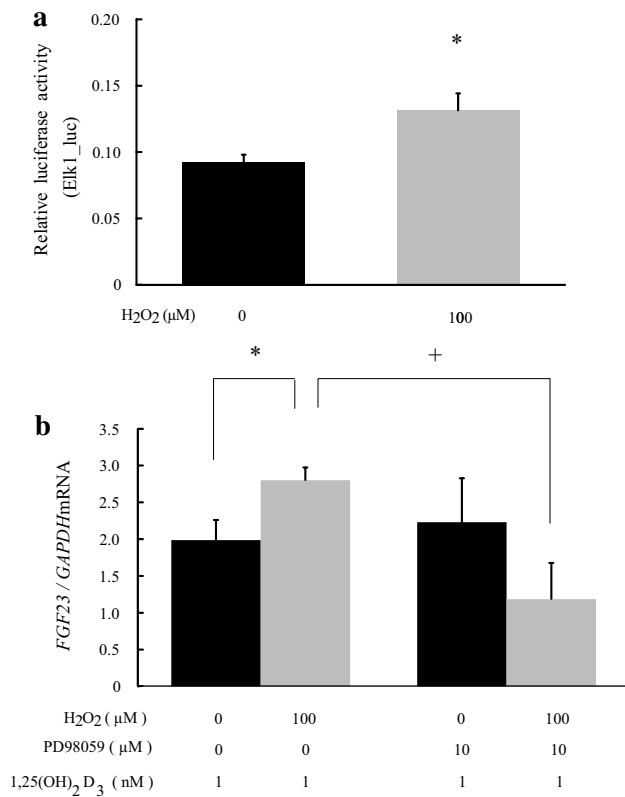 a
Relative luciferase activity
(Elk1_luc)
0.20
0.15
0.10
0.05
0
*
H2O2 (µM) 0 100
* +
b
FGF23 / GAPDH mRNA
3.5
3.0
2.5
2.0
1.5
1.0
0.5
0
H2O2 ( µM ) 0 100 0 100
PD98059 ( µM ) 0 0 10 10
1,25(OH)2 D3 ( nM ) 1 1 1 1